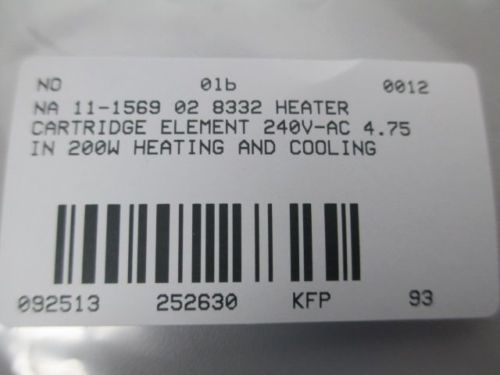 NO 01b 0012
NA 11-1569 02 8332 HEATER
CARTRIDGE ELEMENT 240V-AC 4.75
IN 200W HEATING AND COOLING
092513 252630 KFP 93